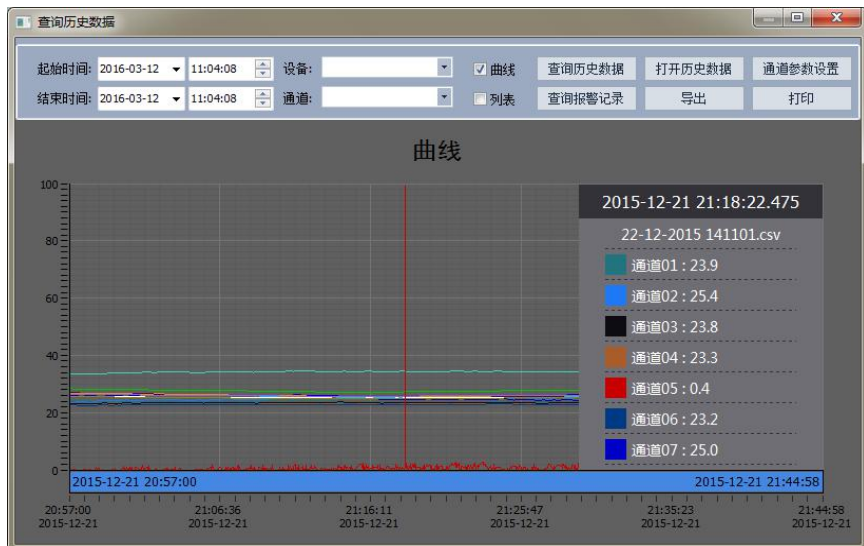 查询历史数据
起始时间: 2016-03-12 11:04:08 设备: 曲线 查询历史数据 打开历史数据 通道参数设置
结束时间: 2016-03-12 11:04:08 通道: 列表 查询报警记录 导出 打印
曲线
100
80
60
40
20
0
2015-12-21 21:18:22.475
22-12-2015 141101.csv
通道01 : 23.9
通道02 : 25.4
通道03 : 23.8
通道04 : 23.3
通道05 : 0.4
通道06 : 23.2
通道07 : 25.0
2015-12-21 20:57:00 2015-12-21 21:44:58
20:57:00 21:06:36 21:16:11 21:25:47 21:35:23 21:44:58
2015-12-21 2015-12-21 2015-12-21 2015-12-21 2015-12-21 2015-12-21